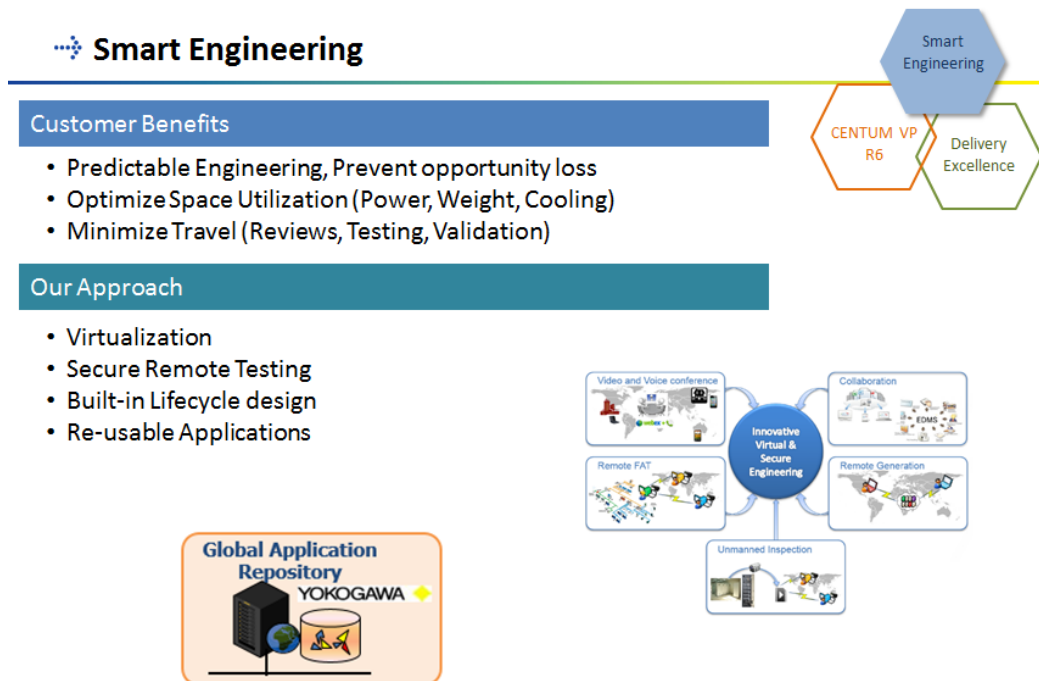 Smart Engineering
Smart
Engineering
CENTUM VP
R6
Delivery
Excellence
Customer Benefits
• Predictable Engineering, Prevent opportunity loss
• Optimize Space Utilization (Power, Weight, Cooling)
• Minimize Travel (Reviews, Testing, Validation)
Our Approach
• Virtualization
• Secure Remote Testing
• Built-in Lifecycle design
• Re-usable Applications
Video and Voice conference
Collaboration
EDMS
Innovative
Virtual &
Secure
Engineering
Remote FAT
Remote Generation
Unmanned Inspection
Global Application
Repository
YOKOGAWA